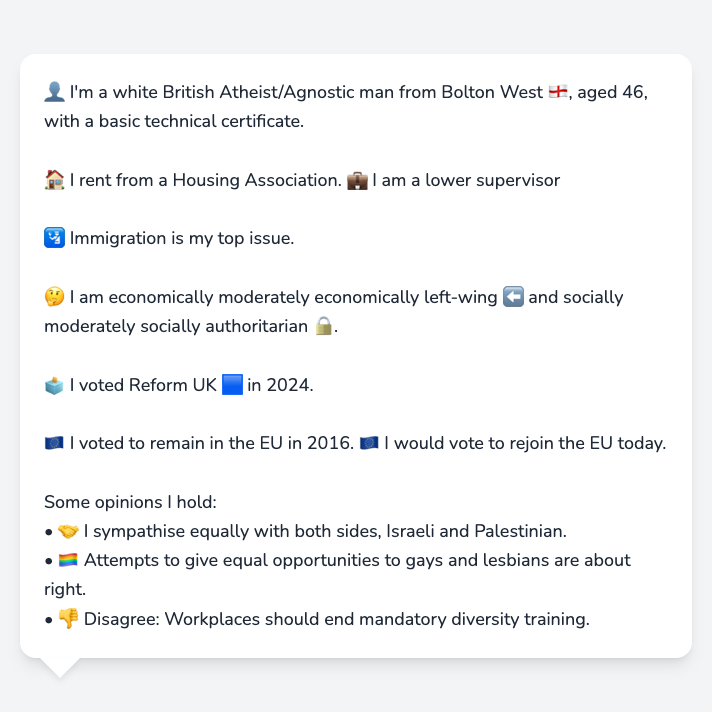 👤 I'm a white British Atheist/Agnostic man from Bolton West 🏴󠁧󠁢󠁥󠁮󠁧󠁿, aged 46,
with a basic technical certificate.
🏠 I rent from a Housing Association. 💼 I am a lower supervisor
🛂 Immigration is my top issue.
🤔 I am economically moderately economically left-wing ⬅️ and socially
moderately socially authoritarian 🔒.
🗳️ I voted Reform UK 🟦 in 2024.
🇪🇺 I voted to remain in the EU in 2016. 🇪🇺 I would vote to rejoin the EU today.
Some opinions I hold:
• 🤝 I sympathise equally with both sides, Israeli and Palestinian.
• 🏳️‍🌈 Attempts to give equal opportunities to gays and lesbians are about
right.
• 👎 Disagree: Workplaces should end mandatory diversity training.